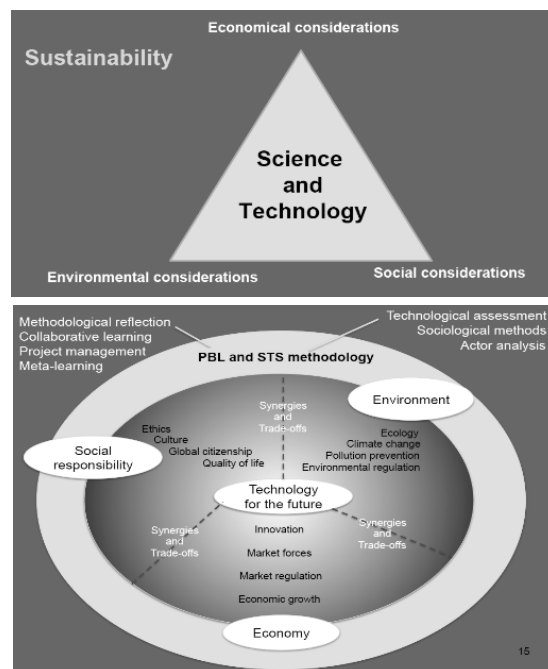 Economical considerations
Sustainability
Science
and
Technology
Environmental considerations
Social considerations
Methodological reflection
Collaborative learning
Project management
Meta-learning
Technological assessment
Sociological methods
Actor analysis
PBL and STS methodology
Environment
Synergies
and
Trade-offs
Ethics
Culture
Global citizenship
Quality of life
Ecology
Climate change
Pollution prevention
Environmental regulation
Social
responsibility
Technology
for the future
Synergies
and
Trade-offs
Innovation
Market forces
Market regulation
Economic growth
Synergies
and
Trade-offs
Economy
15